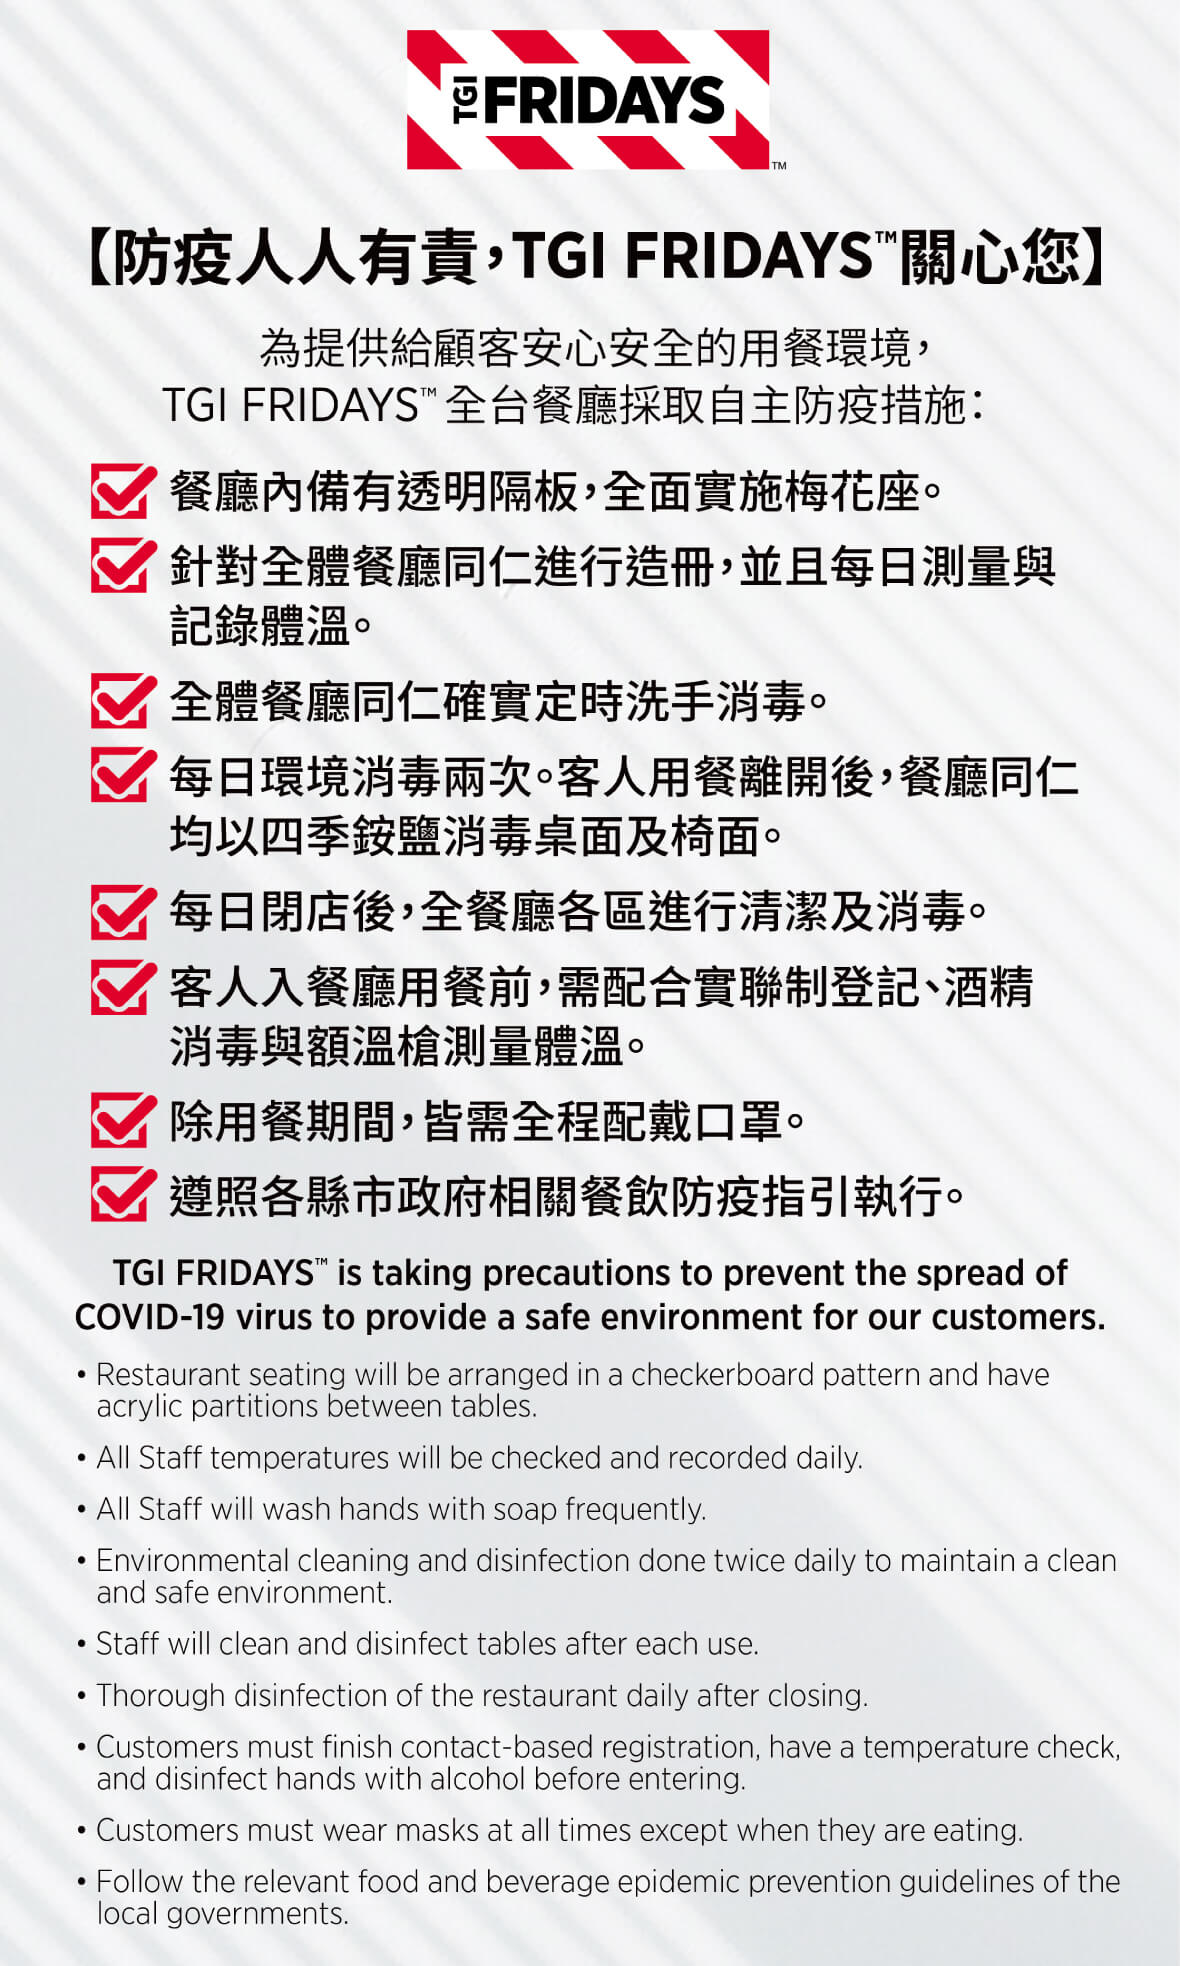 TGI FRIDAYS™
【防疫人人有責，TGI FRIDAYS™關心您】
為提供給顧客安心安全的用餐環境，
TGI FRIDAYS™ 全台餐廳採取自主防疫措施：
餐廳內備有透明隔板，全面實施梅花座。
針對全體餐廳同仁進行造冊，並且每日測量與
記錄體溫。
全體餐廳同仁確實定時洗手消毒。
每日環境消毒兩次。客人用餐離開後，餐廳同仁
均以四季銨鹽消毒桌面及椅面。
每日閉店後，全餐廳各區進行清潔及消毒。
客人入餐廳用餐前，需配合實聯制登記、酒精
消毒與額溫槍測量體溫。
除用餐期間，皆需全程配戴口罩。
遵照各縣市政府相關餐飲防疫指引執行。
TGI FRIDAYS™ is taking precautions to prevent the spread of
COVID-19 virus to provide a safe environment for our customers.
• Restaurant seating will be arranged in a checkerboard pattern and have
acrylic partitions between tables.
• All Staff temperatures will be checked and recorded daily.
• All Staff will wash hands with soap frequently.
• Environmental cleaning and disinfection done twice daily to maintain a clean
and safe environment.
• Staff will clean and disinfect tables after each use.
• Thorough disinfection of the restaurant daily after closing.
• Customers must finish contact-based registration, have a temperature check,
and disinfect hands with alcohol before entering.
• Customers must wear masks at all times except when they are eating.
• Follow the relevant food and beverage epidemic prevention guidelines of the
local governments.